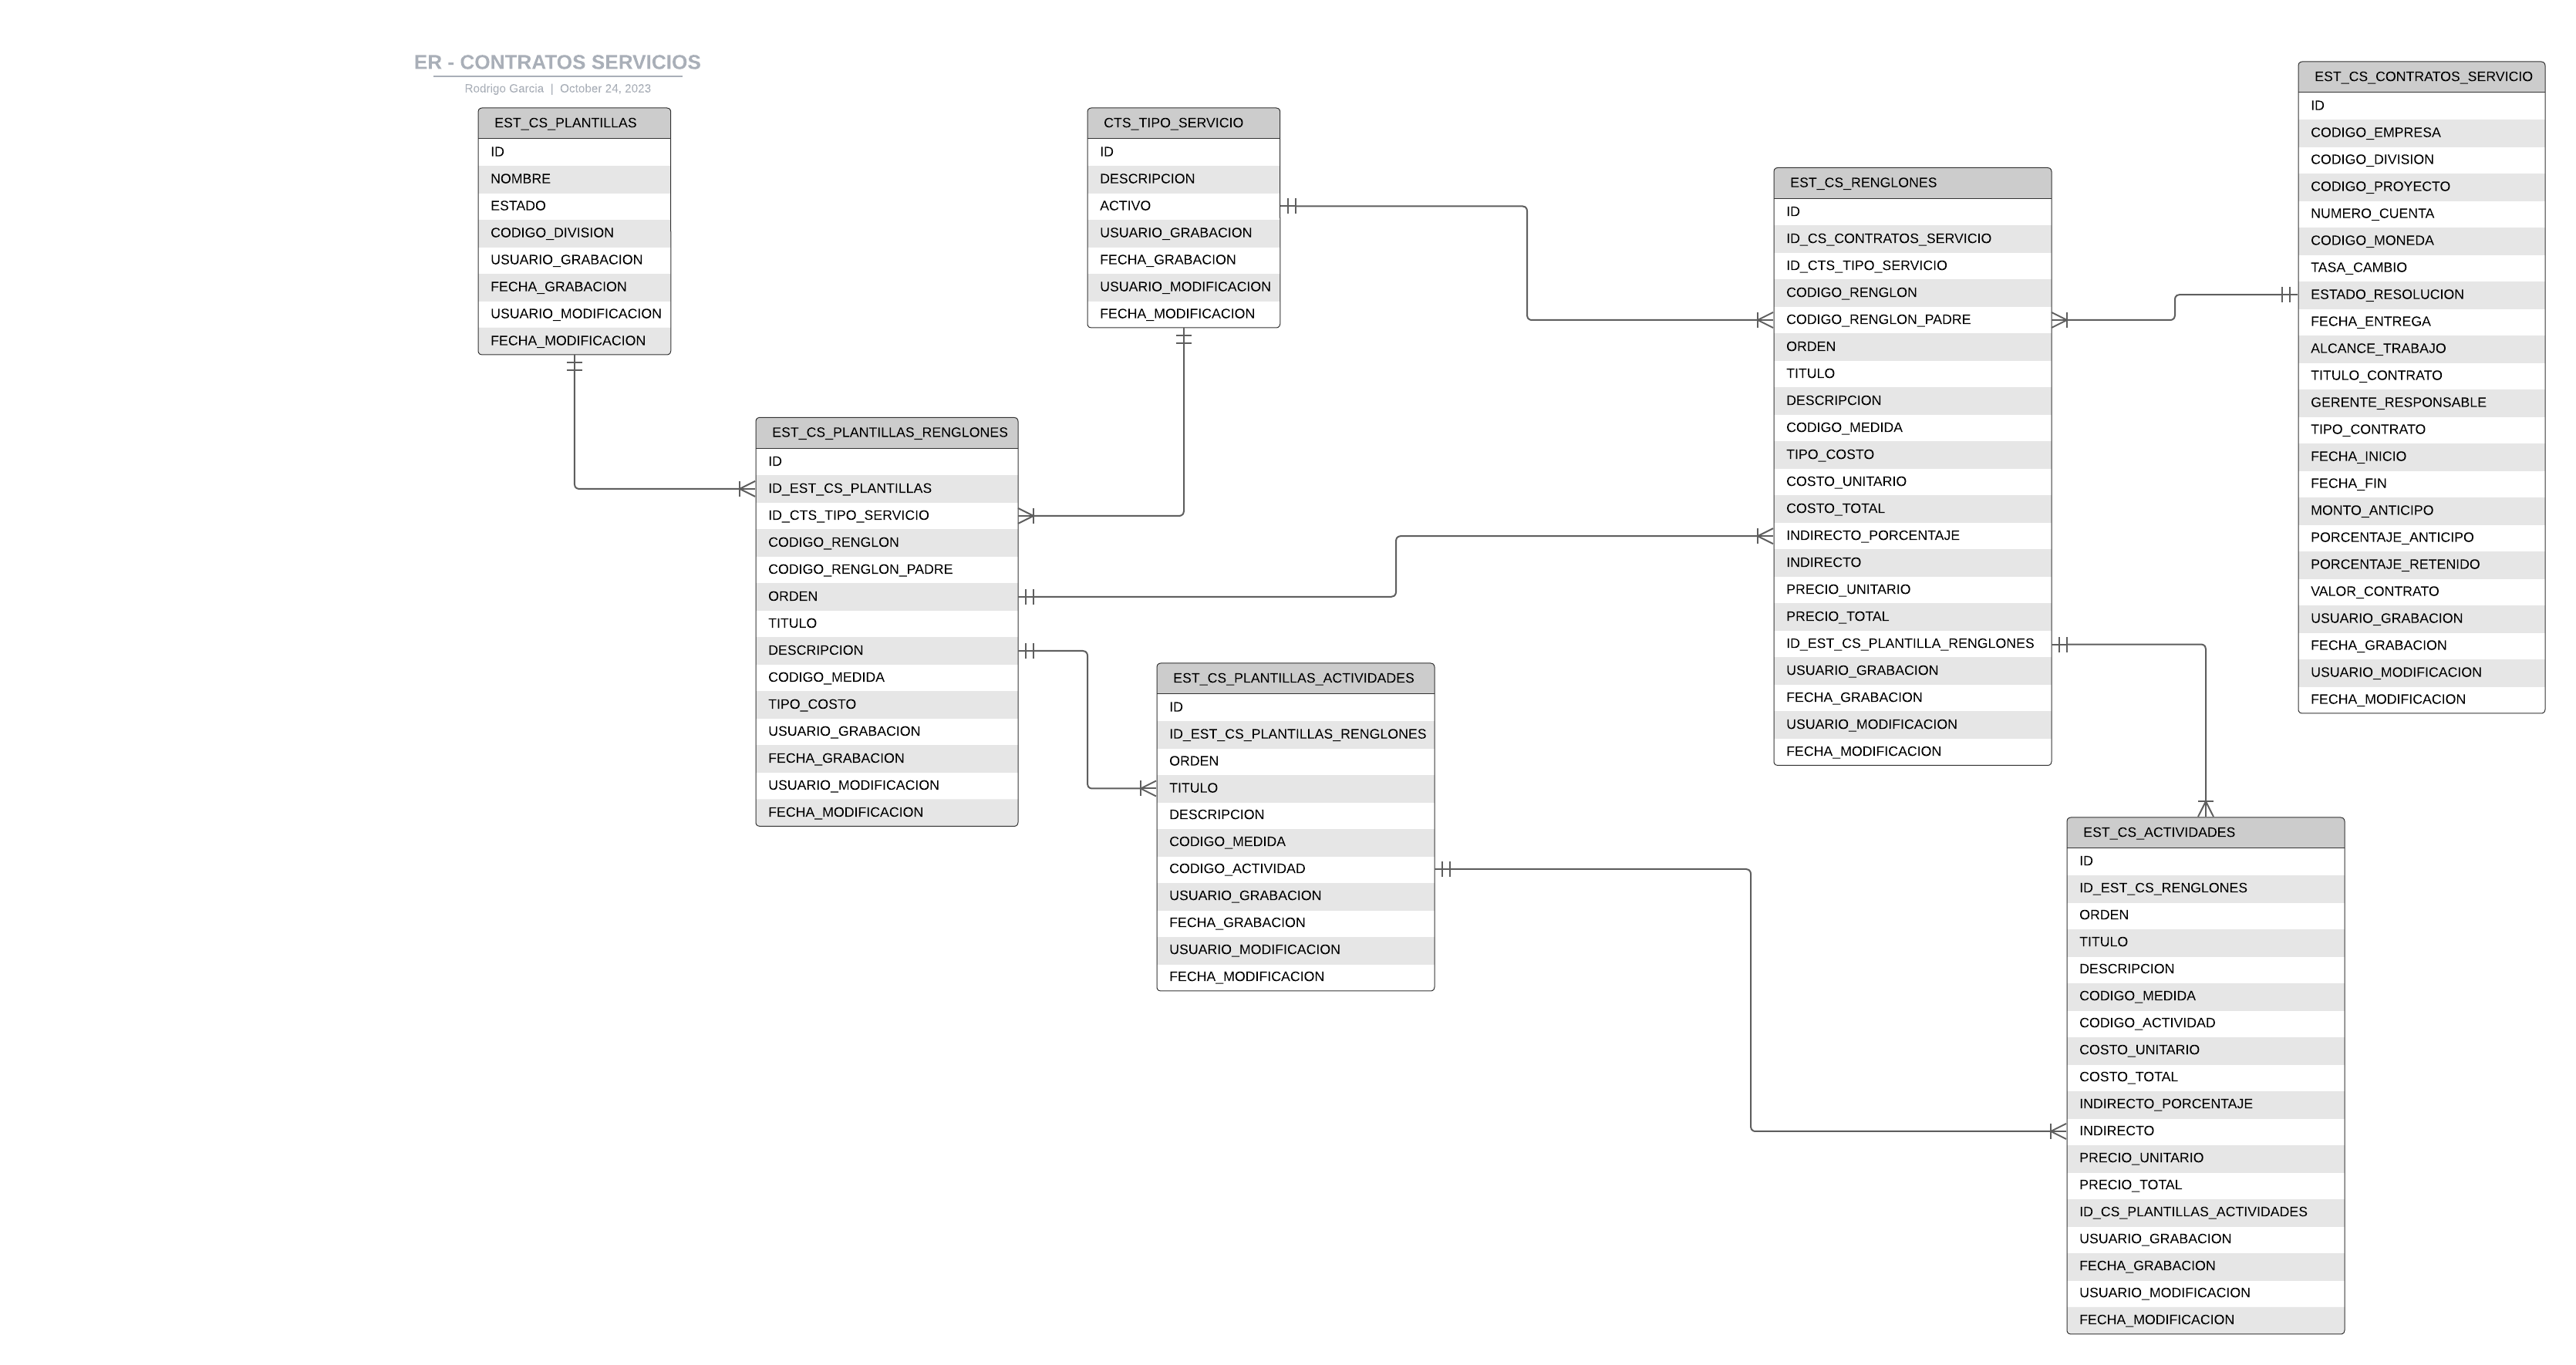 ER - CONTRATOS SERVICIOS
Rodrigo Garcia | October 24, 2023
EST_CS_PLANTILLAS
ID
NOMBRE
ESTADO
CODIGO_DIVISION
USUARIO_GRABACION
FECHA_GRABACION
USUARIO_MODIFICACION
FECHA_MODIFICACION
CTS_TIPO_SERVICIO
ID
DESCRIPCION
ACTIVO
USUARIO_GRABACION
FECHA_GRABACION
USUARIO_MODIFICACION
FECHA_MODIFICACION
EST_CS_PLANTILLAS_RENGLONES
ID
ID_EST_CS_PLANTILLAS
ID_CTS_TIPO_SERVICIO
CODIGO_RENGLON
CODIGO_RENGLON_PADRE
ORDEN
TITULO
DESCRIPCION
CODIGO_MEDIDA
TIPO_COSTO
USUARIO_GRABACION
FECHA_GRABACION
USUARIO_MODIFICACION
FECHA_MODIFICACION
EST_CS_PLANTILLAS_ACTIVIDADES
ID
ID_EST_CS_PLANTILLAS_RENGLONES
ORDEN
TITULO
DESCRIPCION
CODIGO_MEDIDA
CODIGO_ACTIVIDAD
USUARIO_GRABACION
FECHA_GRABACION
USUARIO_MODIFICACION
FECHA_MODIFICACION
EST_CS_RENGLONES
ID
ID_CS_CONTRATOS_SERVICIO
ID_CTS_TIPO_SERVICIO
CODIGO_RENGLON
CODIGO_RENGLON_PADRE
ORDEN
TITULO
DESCRIPCION
CODIGO_MEDIDA
TIPO_COSTO
COSTO_UNITARIO
COSTO_TOTAL
INDIRECTO_PORCENTAJE
INDIRECTO
PRECIO_UNITARIO
PRECIO_TOTAL
ID_EST_CS_PLANTILLA_RENGLONES
USUARIO_GRABACION
FECHA_GRABACION
USUARIO_MODIFICACION
FECHA_MODIFICACION
EST_CS_CONTRATOS_SERVICIO
ID
CODIGO_EMPRESA
CODIGO_DIVISION
CODIGO_PROYECTO
NUMERO_CUENTA
CODIGO_MONEDA
TASA_CAMBIO
ESTADO_RESOLUCION
FECHA_ENTREGA
ALCANCE_TRABAJO
TITULO_CONTRATO
GERENTE_RESPONSABLE
TIPO_CONTRATO
FECHA_INICIO
FECHA_FIN
MONTO_ANTICIPO
PORCENTAJE_ANTICIPO
PORCENTAJE_RETENIDO
VALOR_CONTRATO
USUARIO_GRABACION
FECHA_GRABACION
USUARIO_MODIFICACION
FECHA_MODIFICACION
EST_CS_ACTIVIDADES
ID
ID_EST_CS_RENGLONES
ORDEN
TITULO
DESCRIPCION
CODIGO_MEDIDA
CODIGO_ACTIVIDAD
COSTO_UNITARIO
COSTO_TOTAL
INDIRECTO_PORCENTAJE
INDIRECTO
PRECIO_UNITARIO
PRECIO_TOTAL
ID_CS_PLANTILLAS_ACTIVIDADES
USUARIO_GRABACION
FECHA_GRABACION
USUARIO_MODIFICACION
FECHA_MODIFICACION